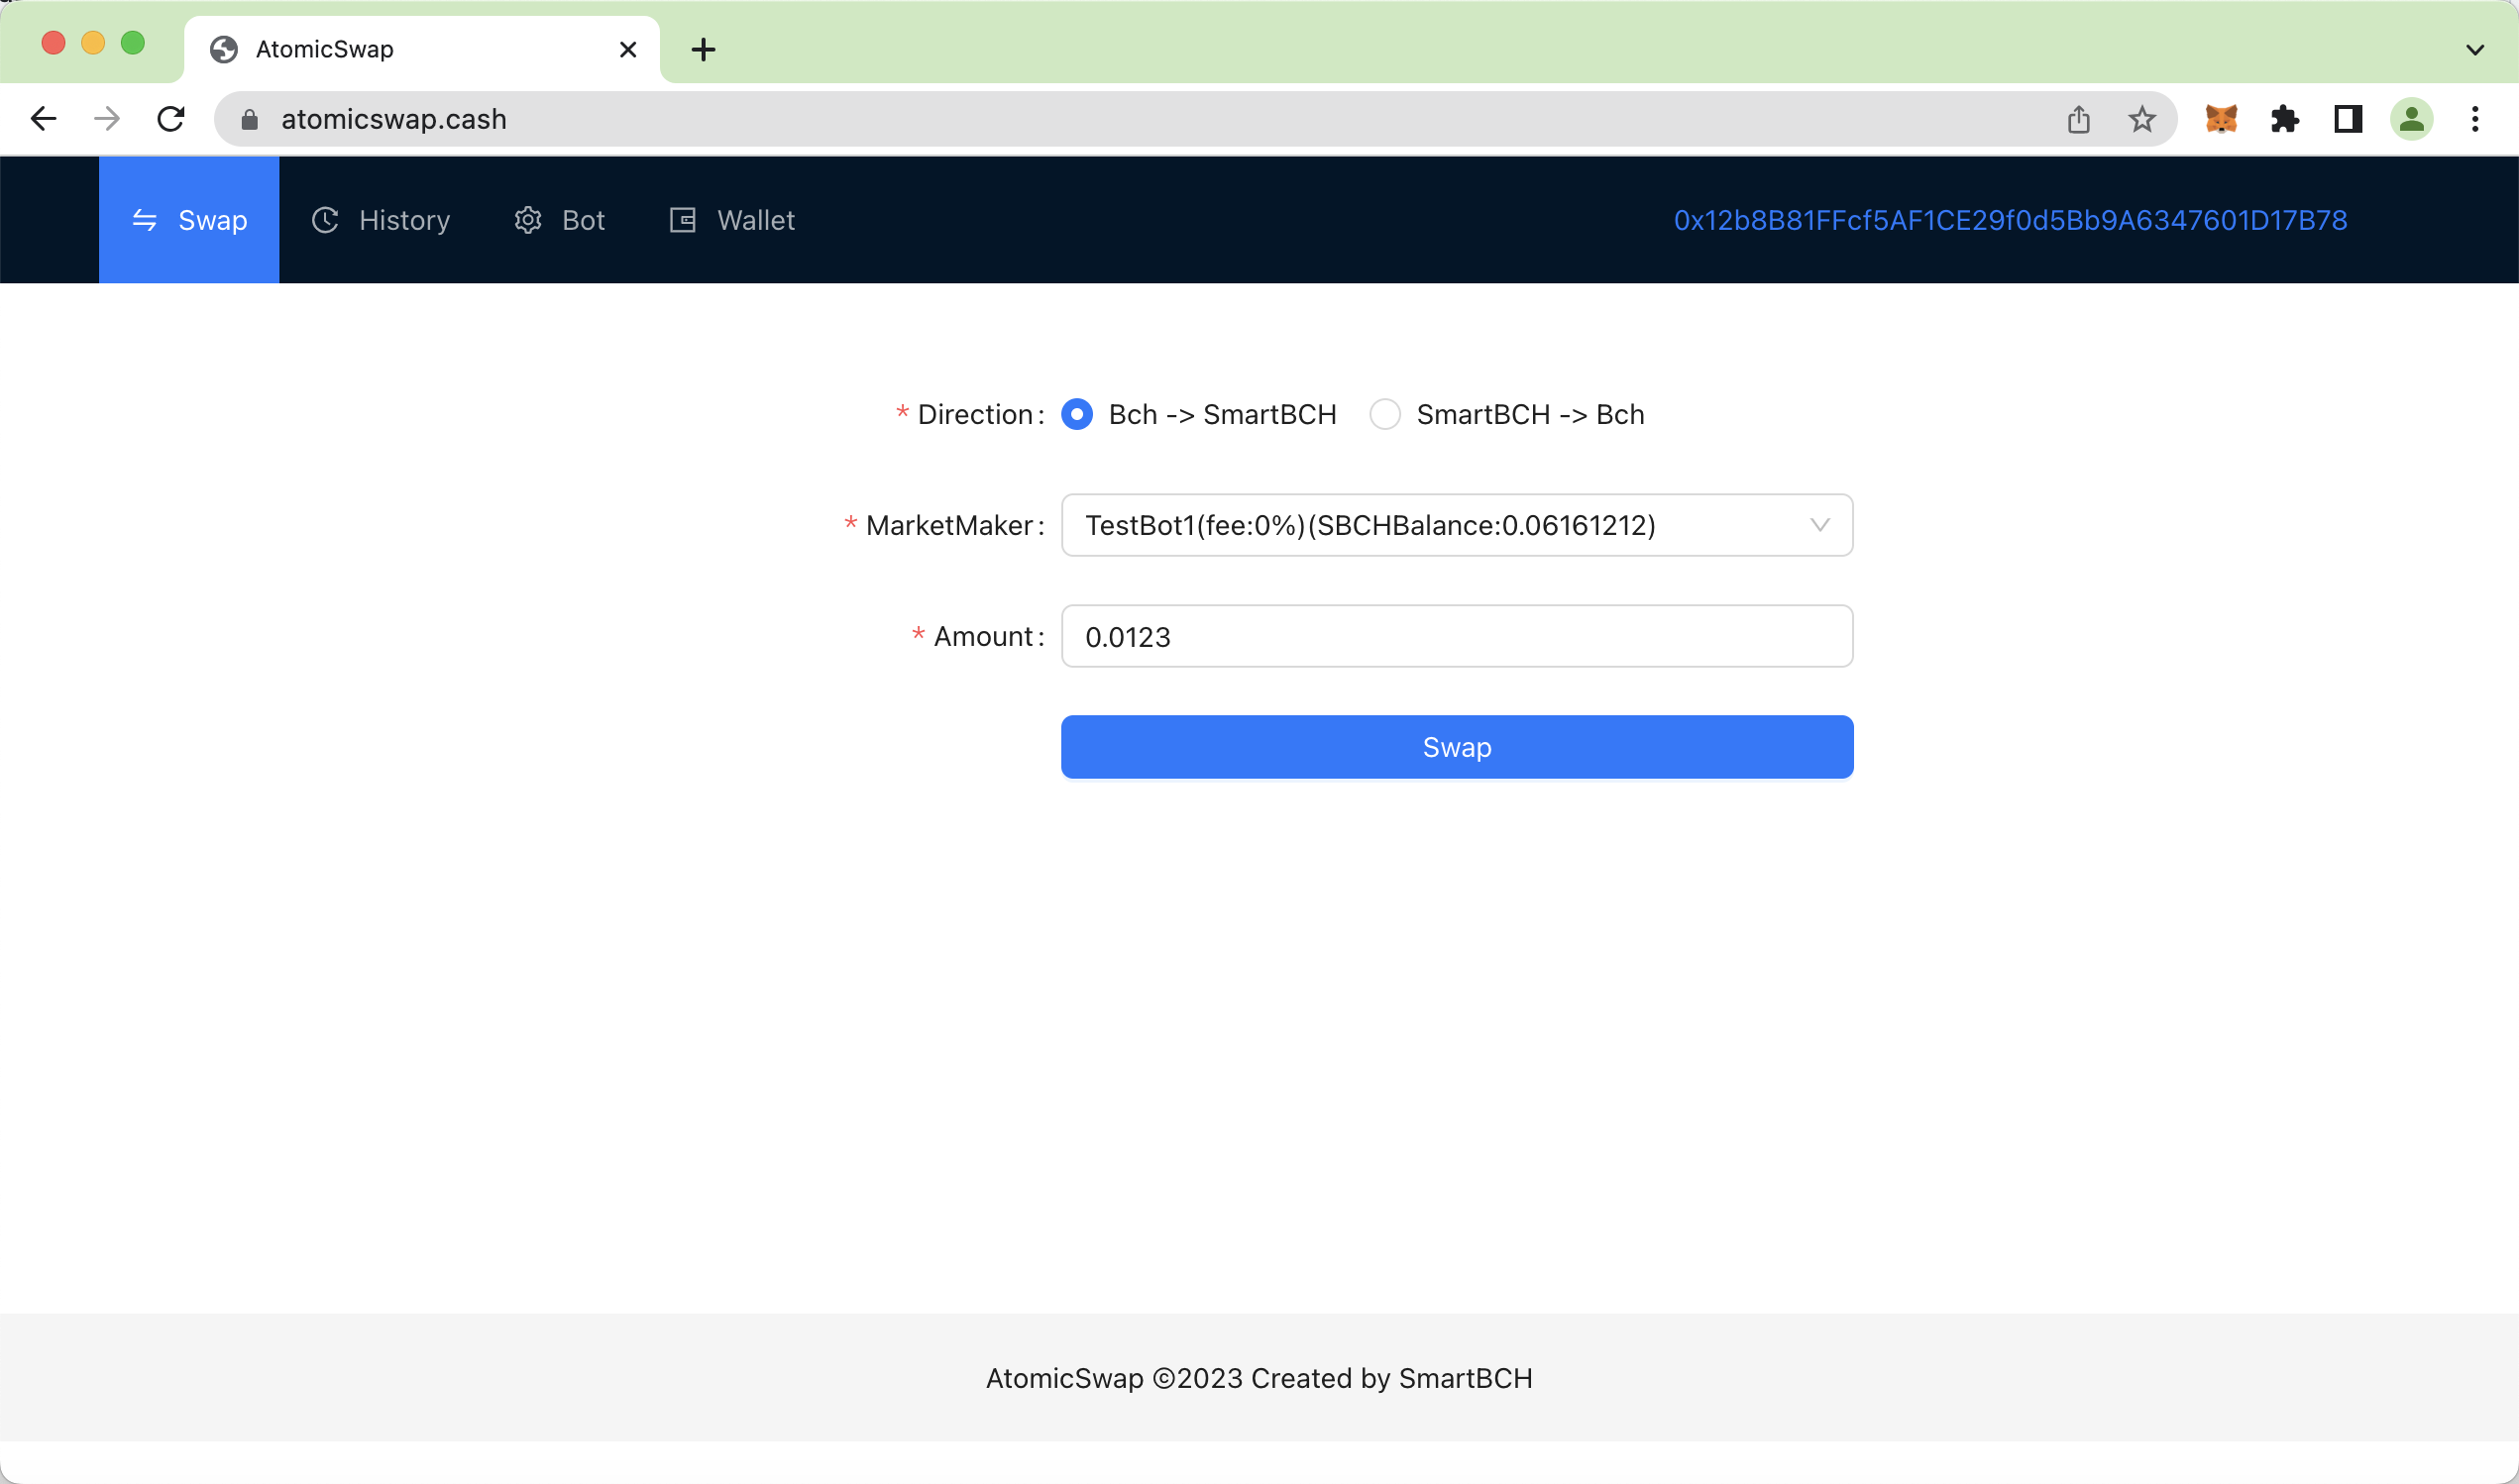 AtomicSwap
atomicswap.cash
Swap History Bot Wallet 0x12b8B81FFcf5AF1CE29f0d5Bb9A6347601D17B78
* Direction: Bch -> SmartBCH SmartBCH -> Bch
* MarketMaker: TestBot1(fee:0%)(SBCHBalance:0.06161212)
* Amount: 0.0123
Swap
AtomicSwap ©2023 Created by SmartBCH